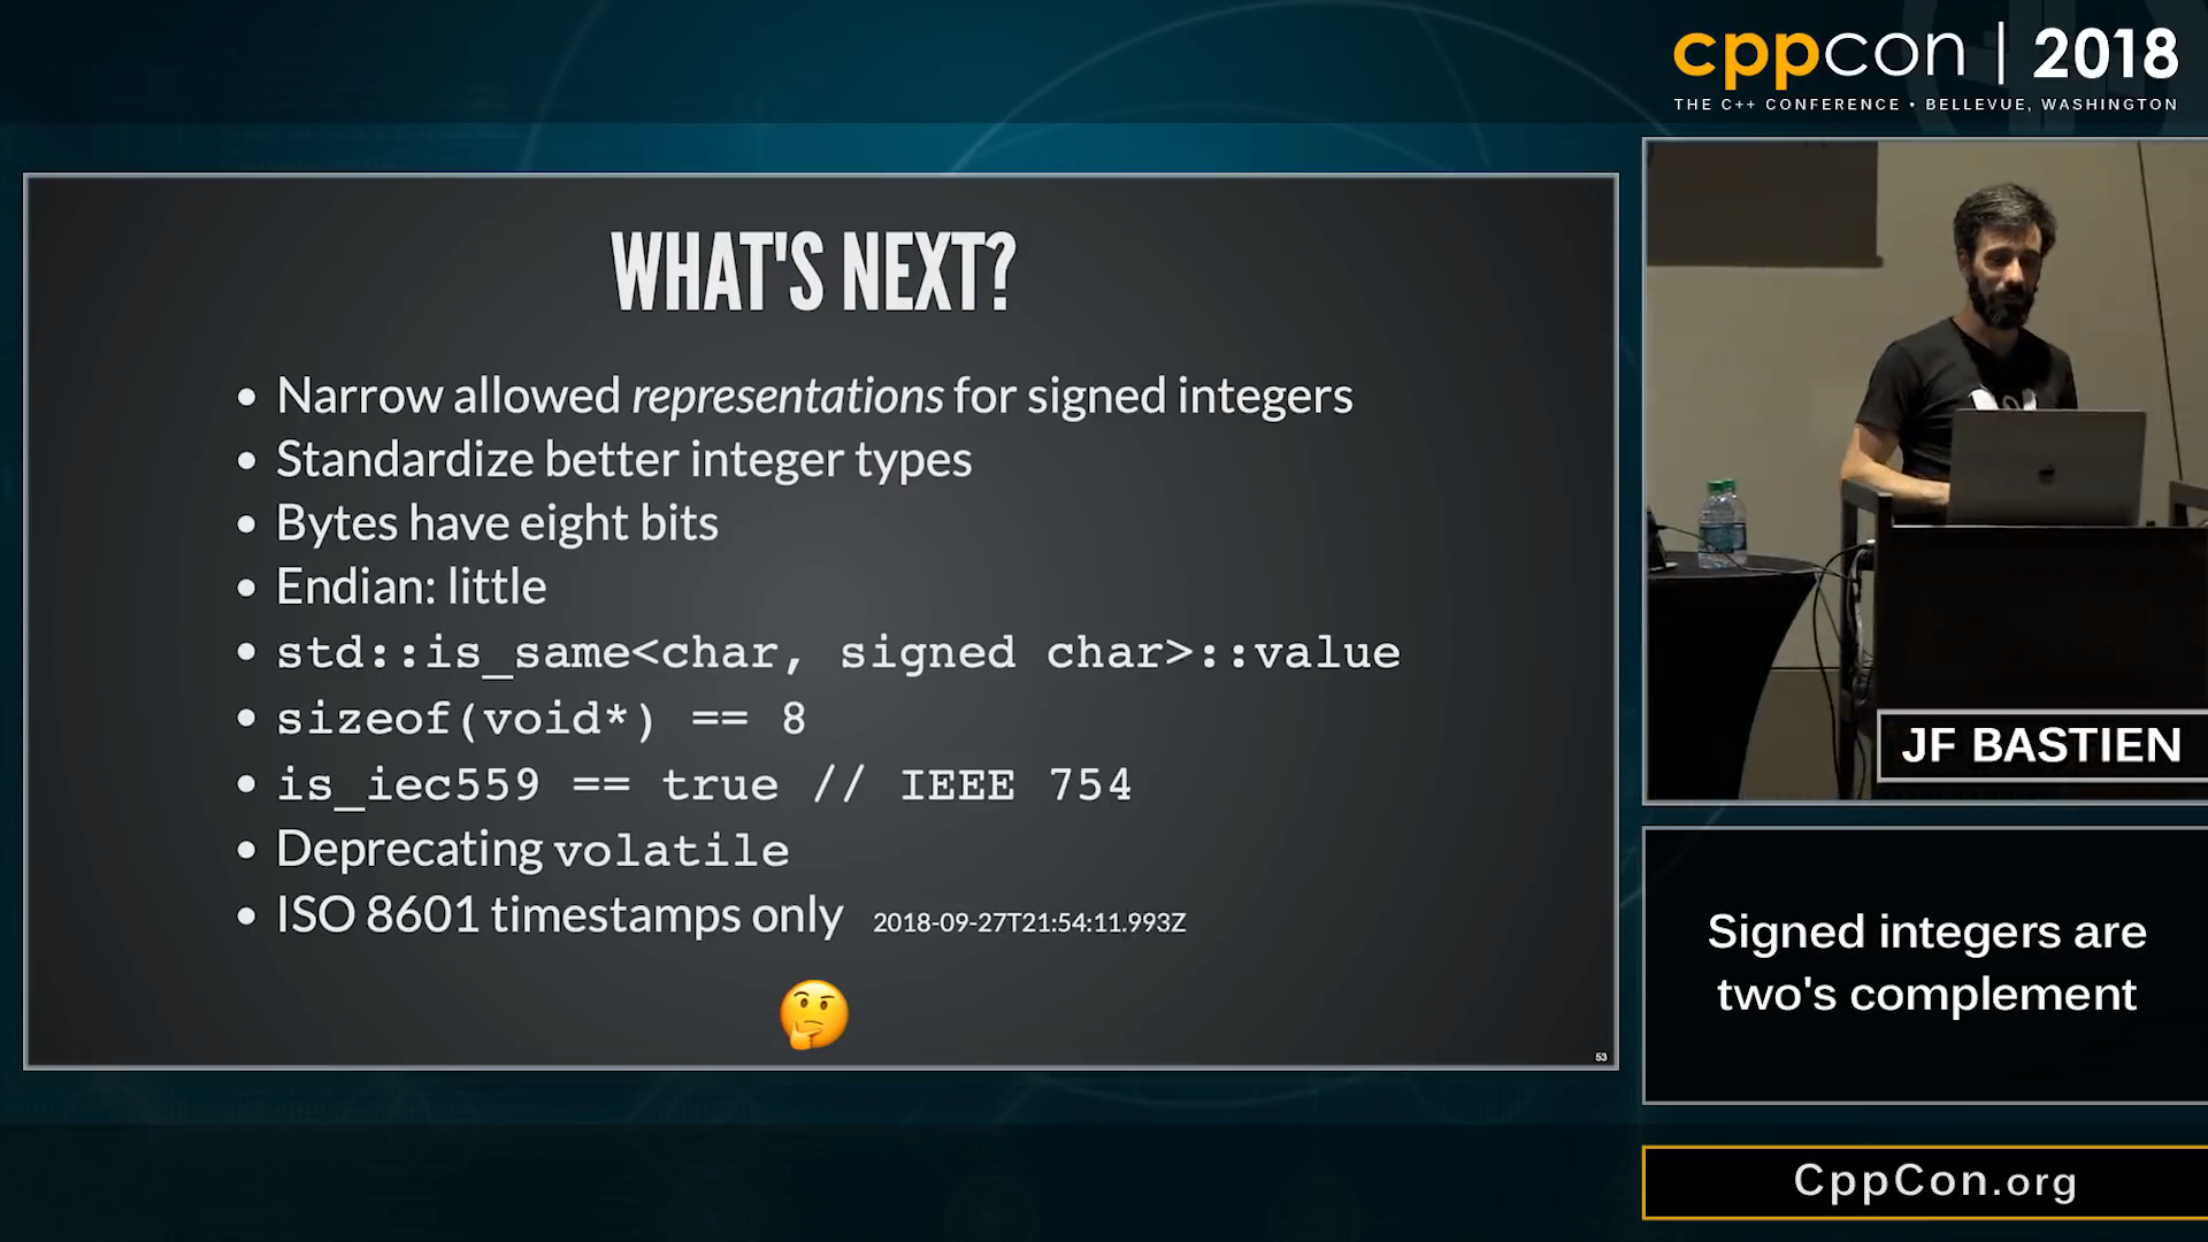 cppcon | 2018
THE C++ CONFERENCE • BELLEVUE, WASHINGTON
WHAT'S NEXT?
• Narrow allowed representations for signed integers
• Standardize better integer types
• Bytes have eight bits
• Endian: little
• std::is_same<char, signed char>::value
• sizeof(void*) == 8
• is_iec559 == true // IEEE 754
• Deprecating volatile
• ISO 8601 timestamps only 2018-09-27T21:54:11.993Z
53
JF BASTIEN
Signed integers are
two's complement
CppCon.org